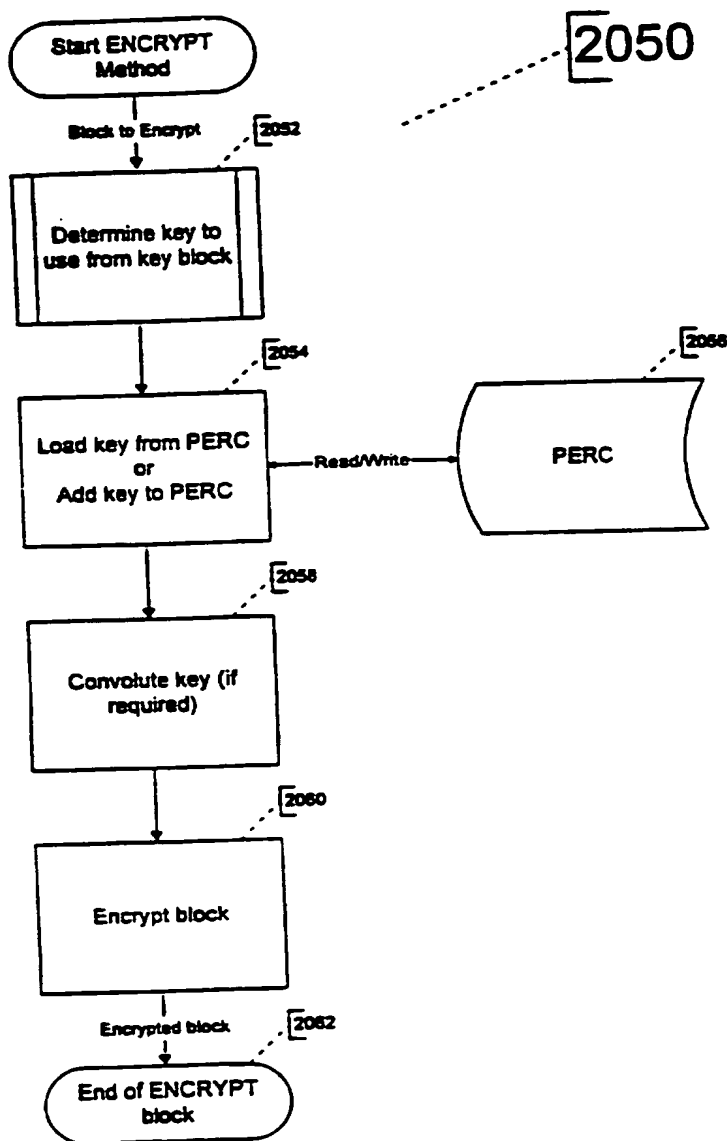 Start ENCRYPT
Method
2050
Block to Encrypt
2052
Determine key to
use from key block
2054
2056
Load key from PERC
or
Add key to PERC
Read/Write
PERC
2058
Convolute key (if
required)
2060
Encrypt block
Encrypted block
2062
End of ENCRYPT
block